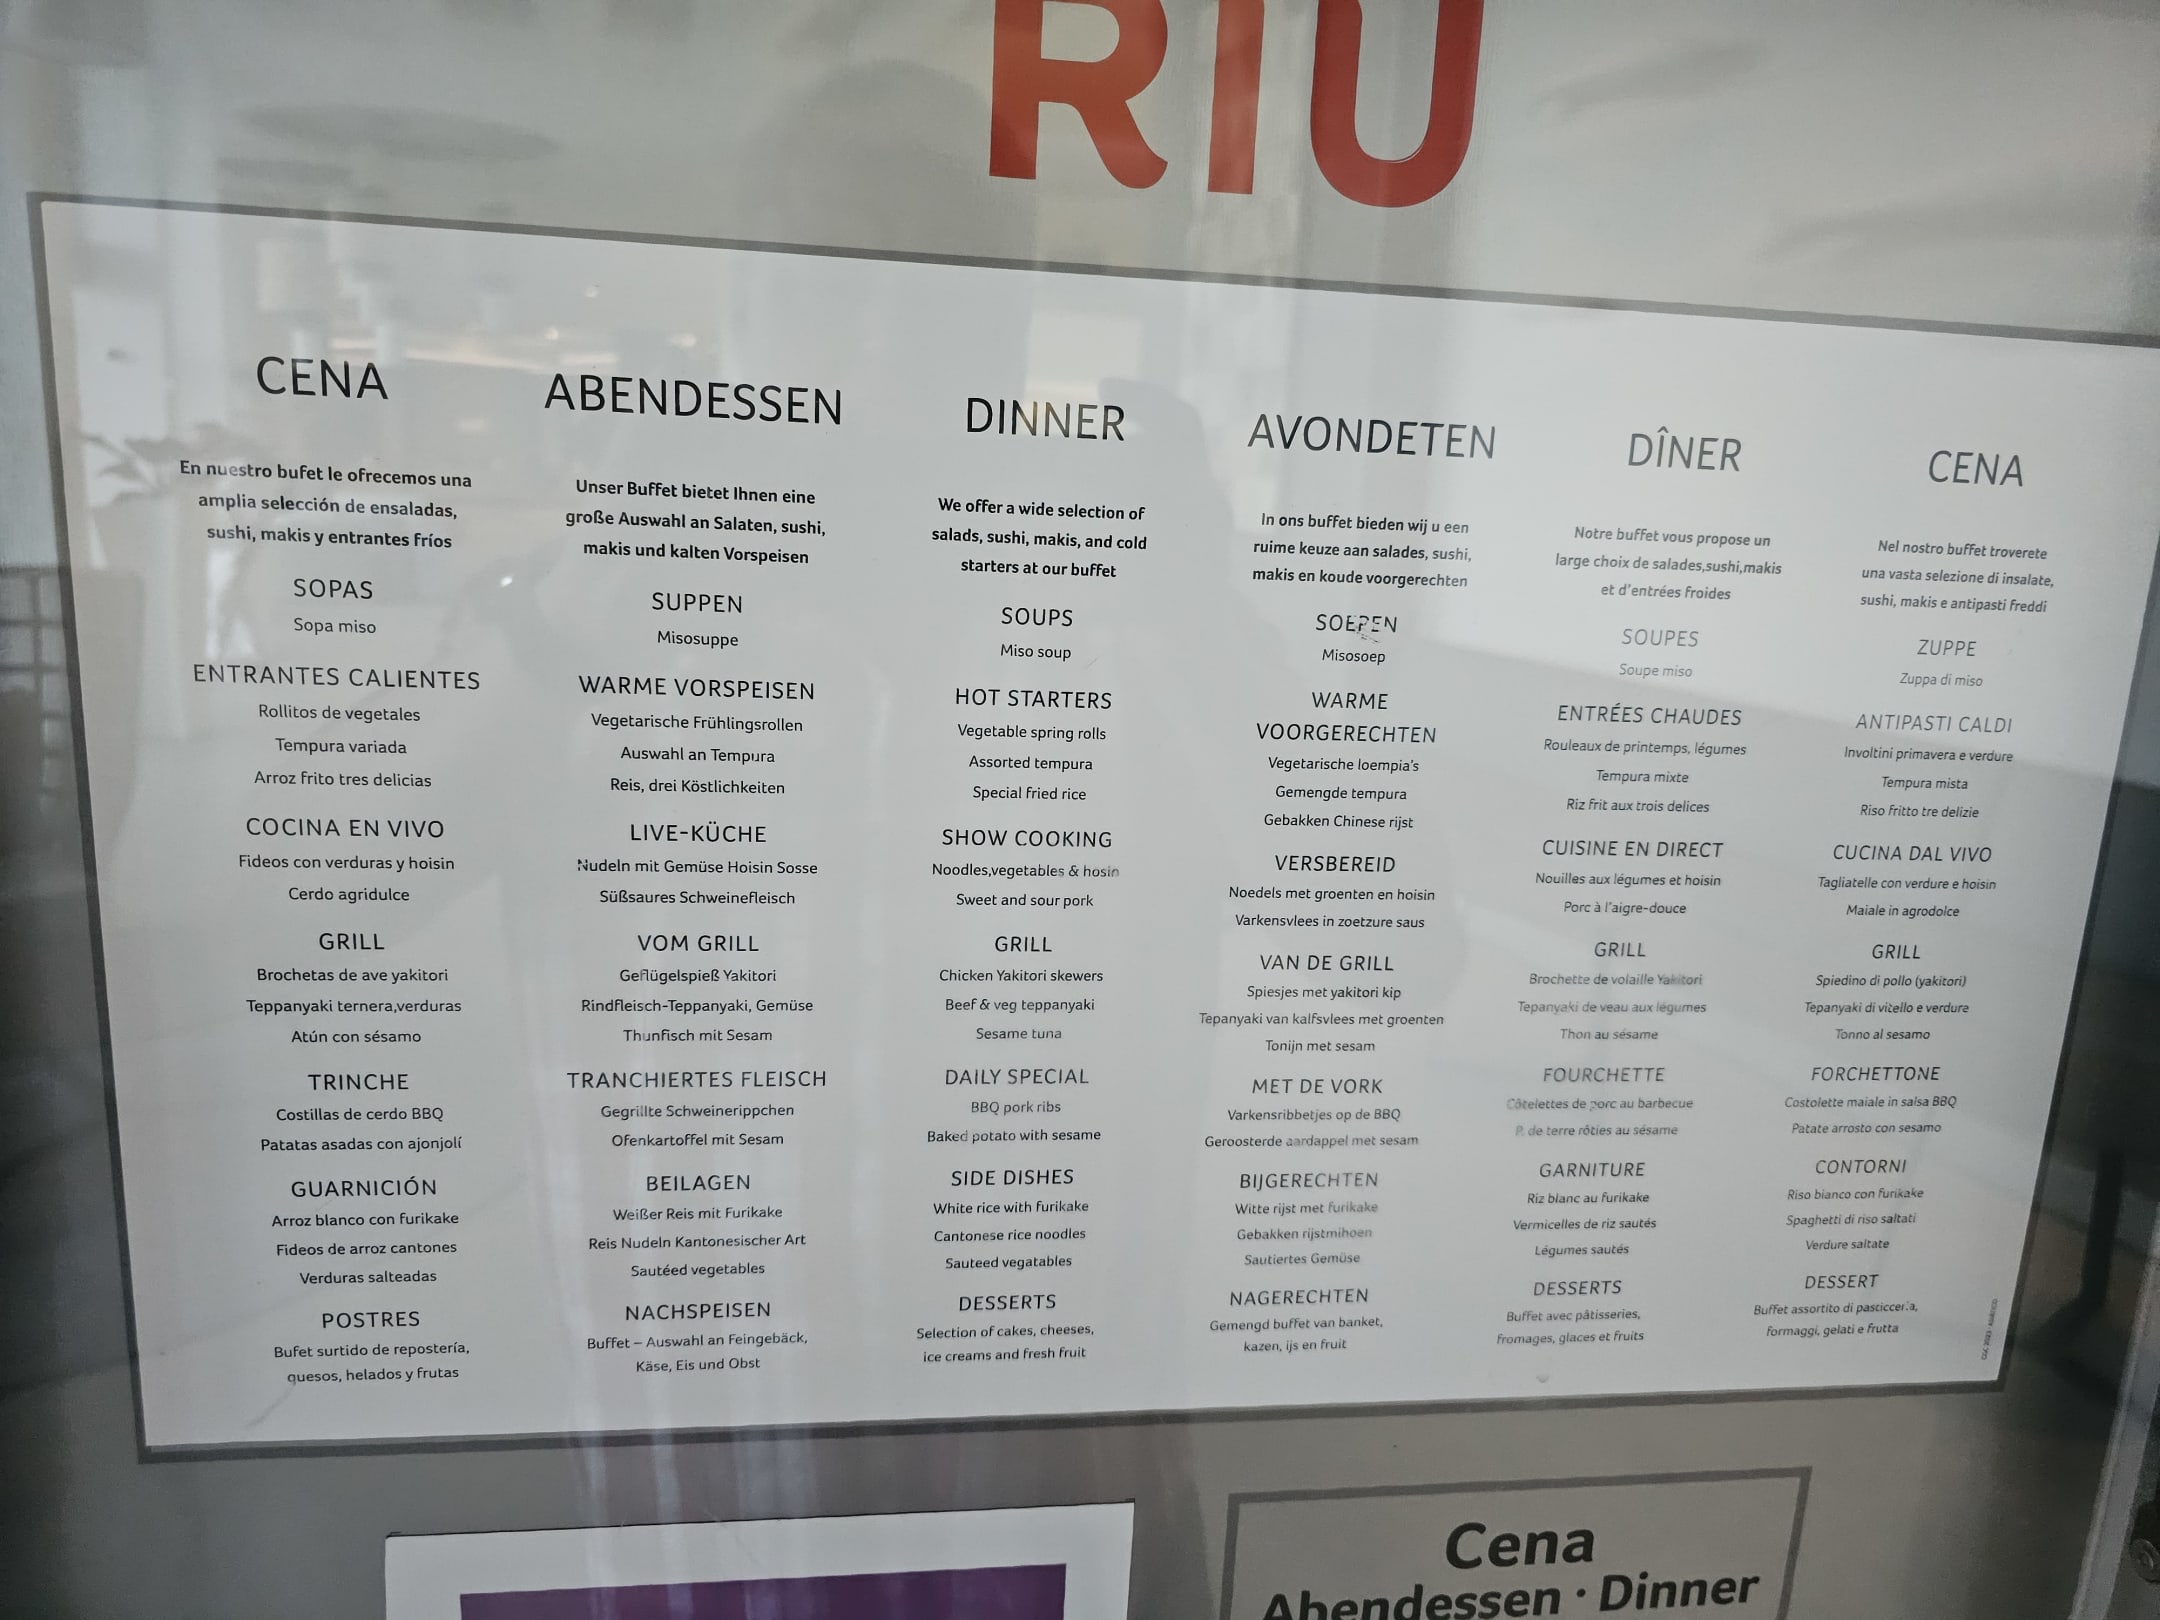 RIU
CENA
En nuestro bufet le ofrecemos una
amplia selección de ensaladas,
sushi, makis y entrantes fríos
SOPAS
Sopa miso
ENTRANTES CALIENTES
Rollitos de vegetales
Tempura variada
Arroz frito tres delicias
COCINA EN VIVO
Fideos con verduras y hoisin
Cerdo agridulce
GRILL
Brochetas de ave yakitori
Teppanyaki ternera,verduras
Atún con sésamo
TRINCHE
Costillas de cerdo BBQ
Patatas asadas con ajonjolí
GUARNICIÓN
Arroz blanco con furikake
Fideos de arroz cantones
Verduras salteadas
POSTRES
Bufet surtido de repostería,
quesos, helados y frutas
ABENDESSEN
Unser Buffet bietet Ihnen eine
große Auswahl an Salaten, sushi,
makis und kalten Vorspeisen
SUPPEN
Misosuppe
WARME VORSPEISEN
Vegetarische Frühlingsrollen
Auswahl an Tempura
Reis, drei Köstlichkeiten
LIVE-KÜCHE
Nudeln mit Gemüse Hoisin Sosse
Süßsaures Schweinefleisch
VOM GRILL
Geflügelspieß Yakitori
Rindfleisch-Teppanyaki, Gemüse
Thunfisch mit Sesam
TRANCHIERTES FLEISCH
Gegrillte Schweinerippchen
Ofenkartoffel mit Sesam
BEILAGEN
Weißer Reis mit Furikake
Reis Nudeln Kantonesischer Art
Sautéed vegetables
NACHSPEISEN
Buffet – Auswahl an Feingebäck,
Käse, Eis und Obst
DINNER
We offer a wide selection of
salads, sushi, makis, and cold
starters at our buffet
SOUPS
Miso soup
HOT STARTERS
Vegetable spring rolls
Assorted tempura
Special fried rice
SHOW COOKING
Noodles,vegetables & hosin
Sweet and sour pork
GRILL
Chicken Yakitori skewers
Beef & veg teppanyaki
Sesame tuna
DAILY SPECIAL
BBQ pork ribs
Baked potato with sesame
SIDE DISHES
White rice with furikake
Cantonese rice noodles
Sauteed vegatables
DESSERTS
Selection of cakes, cheeses,
ice creams and fresh fruit
AVONDETEN
In ons buffet bieden wij u een
ruime keuze aan salades, sushi,
makis en koude voorgerechten
SOEPEN
Misosoep
WARME
VOORGERECHTEN
Vegetarische loempia's
Gemengde tempura
Gebakken Chinese rijst
VERSBEREID
Noedels met groenten en hoisin
Varkensvlees in zoetzure saus
VAN DE GRILL
Spiesjes met yakitori kip
Tepanyaki van kalfsvlees met groenten
Tonijn met sesam
MET DE VORK
Varkensribbetjes op de BBQ
Geroosterde aardappel met sesam
BIJGERECHTEN
Witte rijst met furikake
Gebakken rijstmihoen
Sautiertes Gemüse
NAGERECHTEN
Gemengd buffet van banket,
kazen, ijs en fruit
DÎNER
Notre buffet vous propose un
large choix de salades,sushi,makis
et d'entrées froides
SOUPES
Soupe miso
ENTRÉES CHAUDES
Rouleaux de printemps, légumes
Tempura mixte
Riz frit aux trois delices
CUISINE EN DIRECT
Nouilles aux légumes et hoisin
Porc à l'aigre-douce
GRILL
Brochette de volaille Yakitori
Tepanyaki de veau aux légumes
Thon au sésame
FOURCHETTE
Côtelettes de porc au barbecue
P. de terre rôties au sésame
GARNITURE
Riz blanc au furikake
Vermicelles de riz sautés
Légumes sautés
DESSERTS
Buffet avec pâtisseries,
fromages, glaces et fruits
CENA
Nel nostro buffet troverete
una vasta selezione di insalate,
sushi, makis e antipasti freddi
ZUPPE
Zuppa di miso
ANTIPASTI CALDI
Involtini primavera e verdure
Tempura mista
Riso fritto tre delizie
CUCINA DAL VIVO
Tagliatelle con verdure e hoisin
Maiale in agrodolce
GRILL
Spiedino di pollo (yakitori)
Tepanyaki di vitello e verdure
Tonno al sesamo
FORCHETTONE
Costolette maiale in salsa BBQ
Patate arrosto con sesamo
CONTORNI
Riso bianco con furikake
Spaghetti di riso saltati
Verdure saltate
DESSERT
Buffet assortito di pasticceria,
formaggi, gelati e frutta
Cena
Abendessen · Dinner